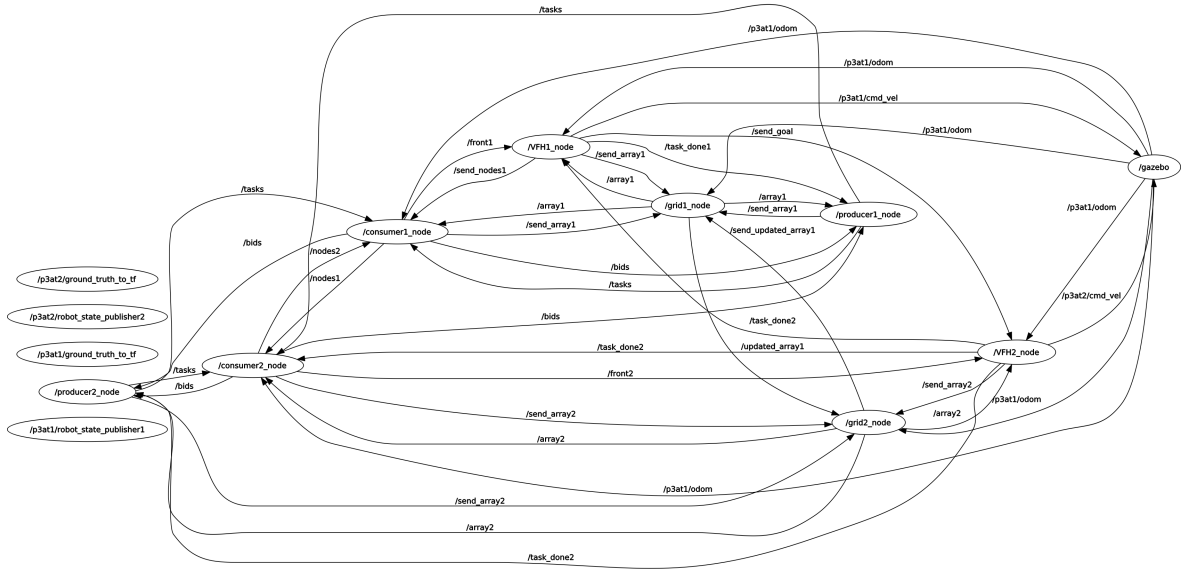 /tasks
/p3at1/odom
/p3at1/odom
/p3at1/cmd_vel
/send_goal
/p3at1/odom
/front1
/VFH1_node
/send_array1
/task_done1
/gazebo
/send_nodes1
/array1
/tasks
/array1
/grid1_node
/array1
/send_array1
/producer1_node
/p3at1/odom
/consumer1_node
/send_array1
/send_updated_array1
/bids
/nodes2
/bids
/p3at2/ground_truth_to_tf
/nodes1
/tasks
/p3at2/cmd_vel
/p3at2/robot_state_publisher2
/bids
/task_done2
/p3at1/ground_truth_to_tf
/task_done2
/updated_array1
/VFH2_node
/consumer2_node
/tasks
/front2
/producer2_node
/bids
/send_array2
/p3at1/odom
/send_array2
/array2
/grid2_node
/p3at1/robot_state_publisher1
/array2
/p3at1/odom
/send_array2
/array2
/task_done2